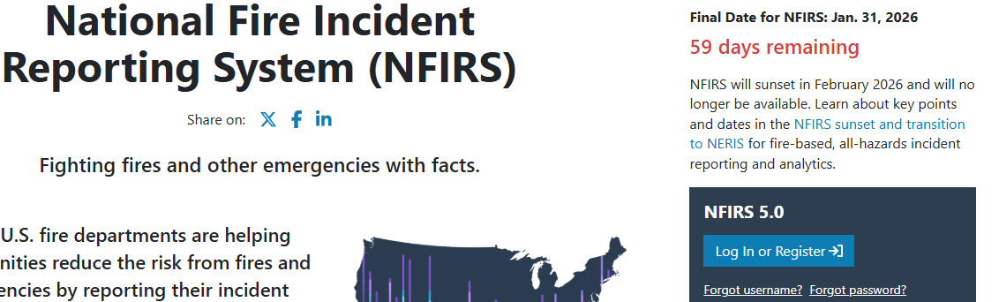 National Fire Incident
Reporting System (NFIRS)
Share on:
Fighting fires and other emergencies with facts.
U.S. fire departments are helping
nities reduce the risk from fires and
encies by reporting their incident
Final Date for NFIRS: Jan. 31, 2026
59 days remaining
NFIRS will sunset in February 2026 and will no
longer be available. Learn about key points
and dates in the NFIRS sunset and transition
to NERIS for fire-based, all-hazards incident
reporting and analytics.
NFIRS 5.0
Log In or Register
Forgot username? Forgot password?